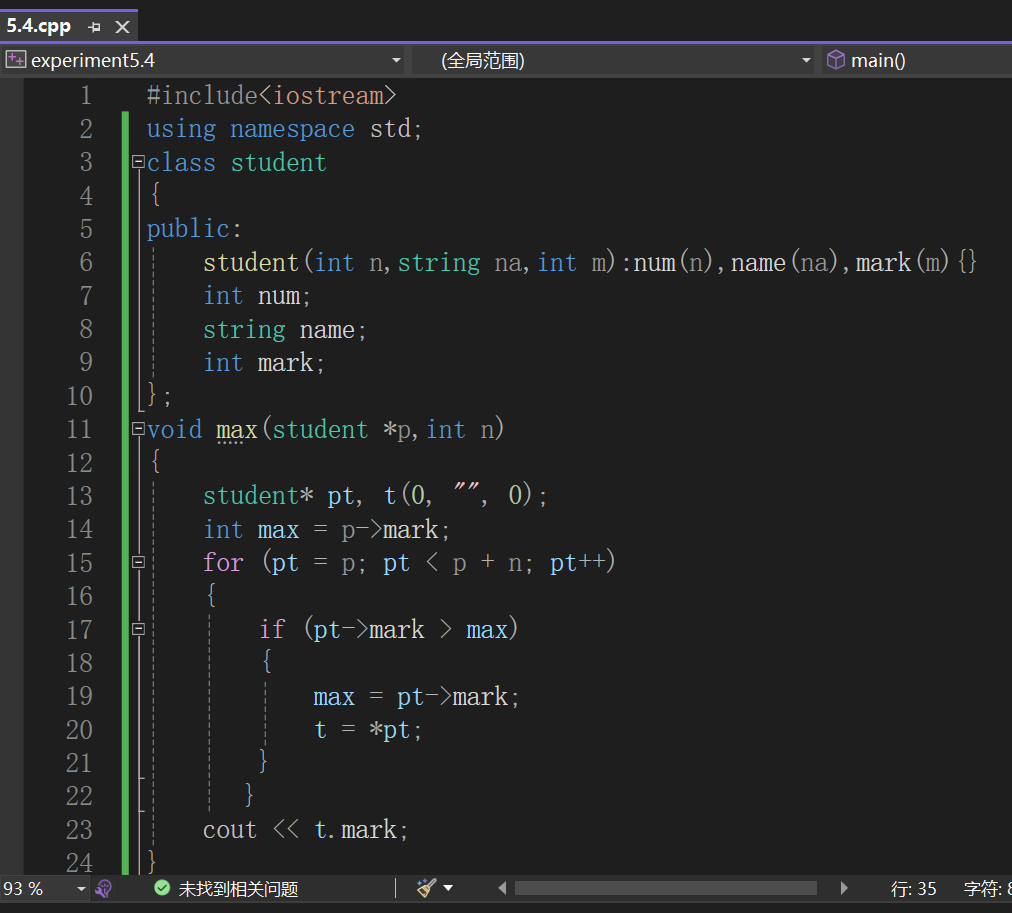 5.4.cpp
experiment5.4 (全局范围) main()
1 #include<iostream>
2 using namespace std;
3 class student
4 {
5 public:
6 student(int n,string na,int m):num(n),name(na),mark(m){}
7 int num;
8 string name;
9 int mark;
10 };
11 void max(student *p,int n)
12 {
13 student* pt, t(0, "", 0);
14 int max = p->mark;
15 for (pt = p; pt < p + n; pt++)
16 {
17 if (pt->mark > max)
18 {
19 max = pt->mark;
20 t = *pt;
21 }
22 }
23 cout << t.mark;
24 }
93 % 未找到相关问题 行: 35 字符: